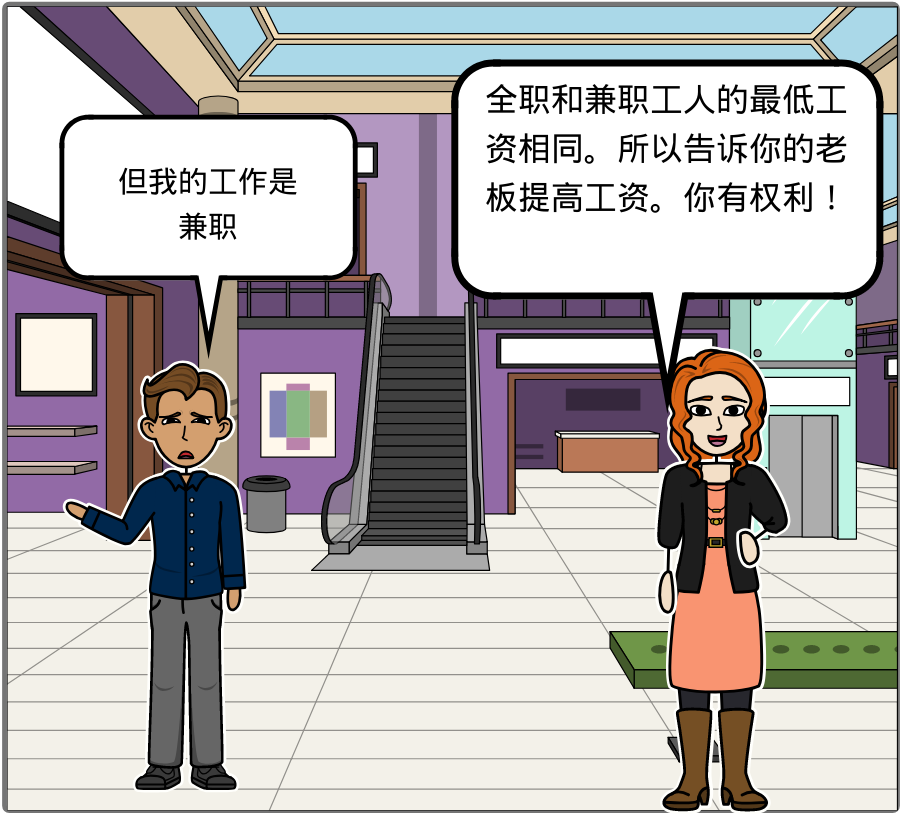 但我的工作是
兼职
全职和兼职工人的最低工
资相同。所以告诉你的老
板提高工资。你有权利！